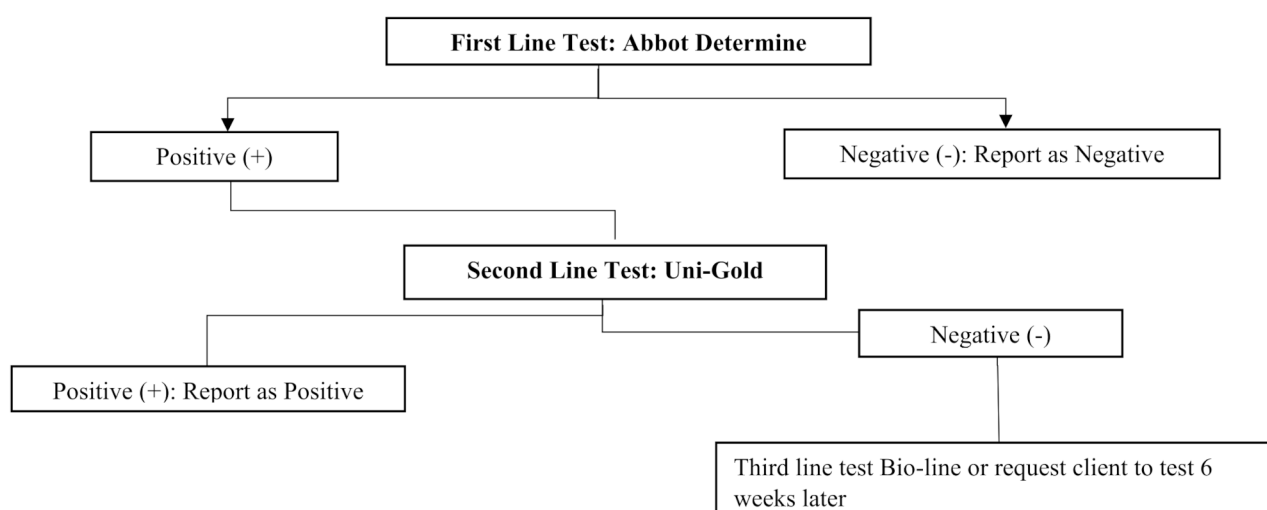 First Line Test: Abbot Determine
Positive (+)
Negative (-): Report as Negative
Second Line Test: Uni-Gold
Negative (-)
Positive (+): Report as Positive
Third line test Bio-line or request client to test 6
weeks later